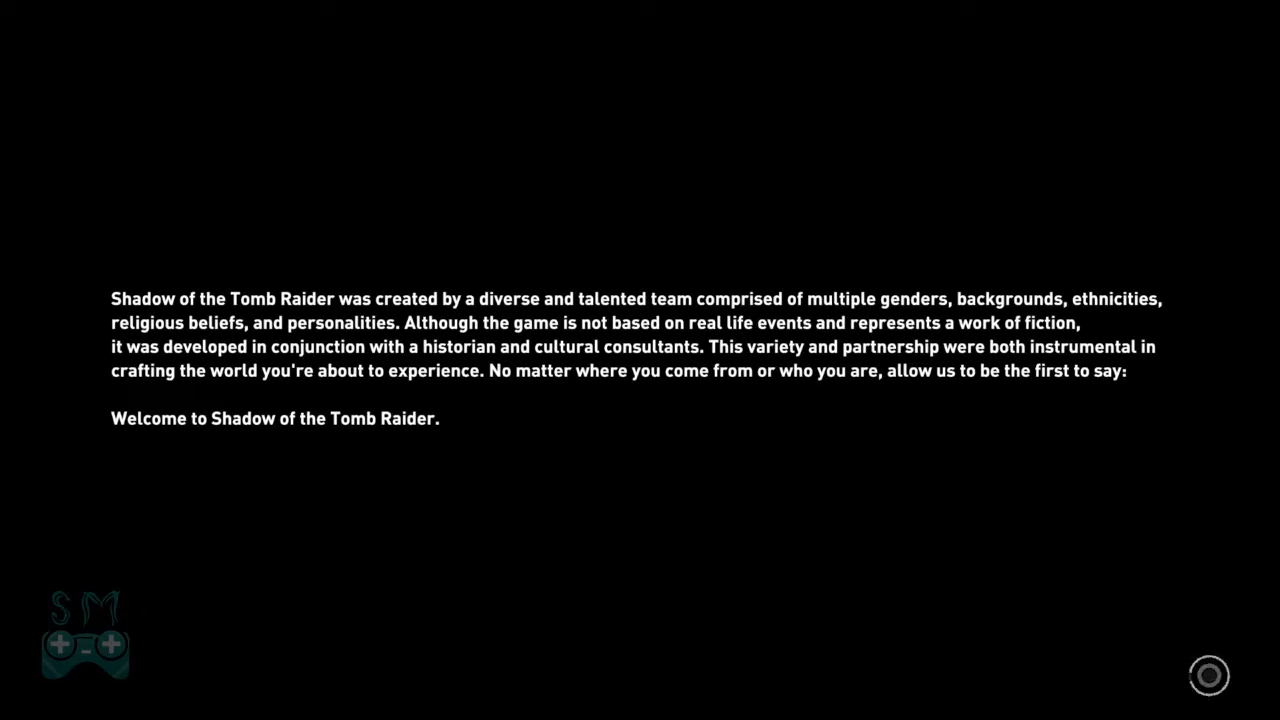 Shadow of the Tomb Raider was created by a diverse and talented team comprised of multiple genders, backgrounds, ethnicities,
religious beliefs, and personalities. Although the game is not based on real life events and represents a work of fiction,
it was developed in conjunction with a historian and cultural consultants. This variety and partnership were both instrumental in
crafting the world you're about to experience. No matter where you come from or who you are, allow us to be the first to say:
Welcome to Shadow of the Tomb Raider.
S M